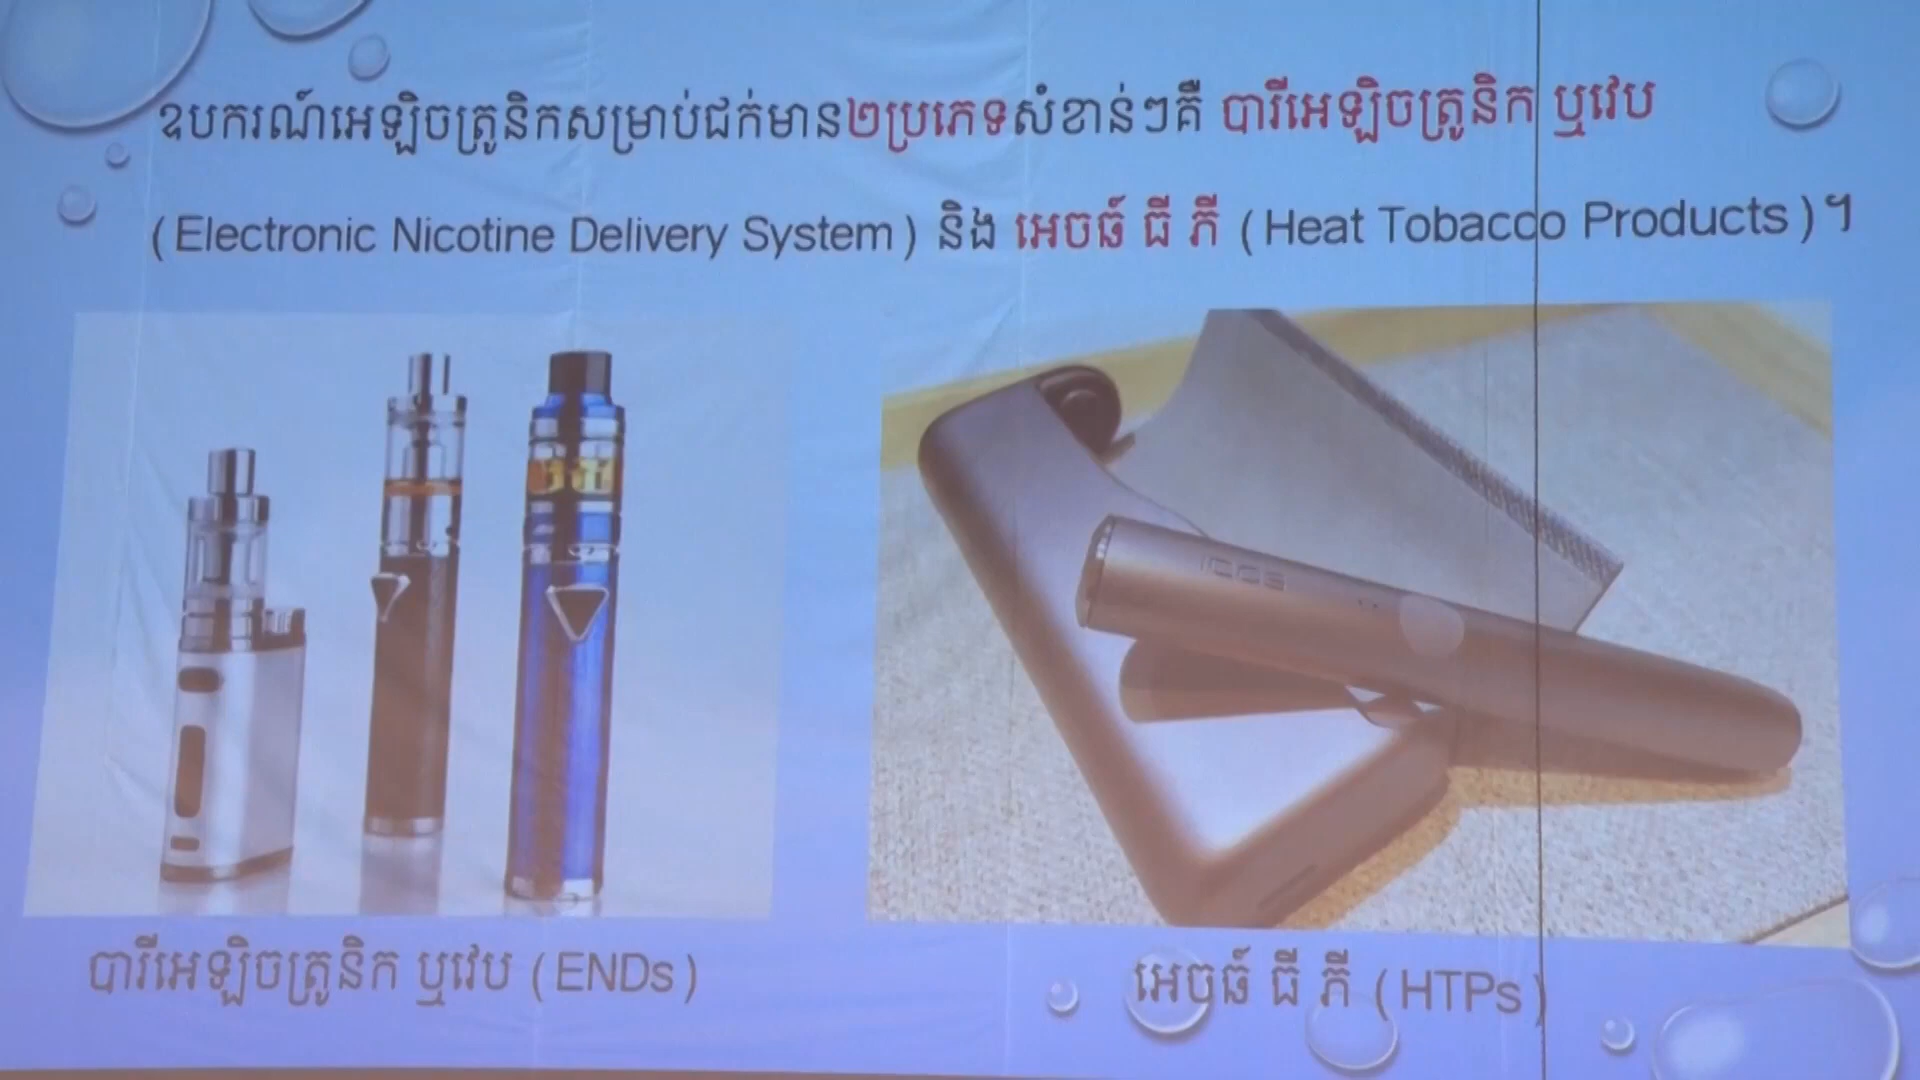 ឧបករណ៍អេឡិចត្រូនិកសម្រាប់ជក់មាន២ប្រភេទសំខាន់ៗគឺ បារីអេឡិចត្រូនិក ឬវេប
(Electronic Nicotine Delivery System) និង អេចធ៍ ធី ភី (Heat Tobacco Products)។
បារីអេឡិចត្រូនិក ឬវេប (ENDs)
អេចធ៍ ធី ភី (HTPs)